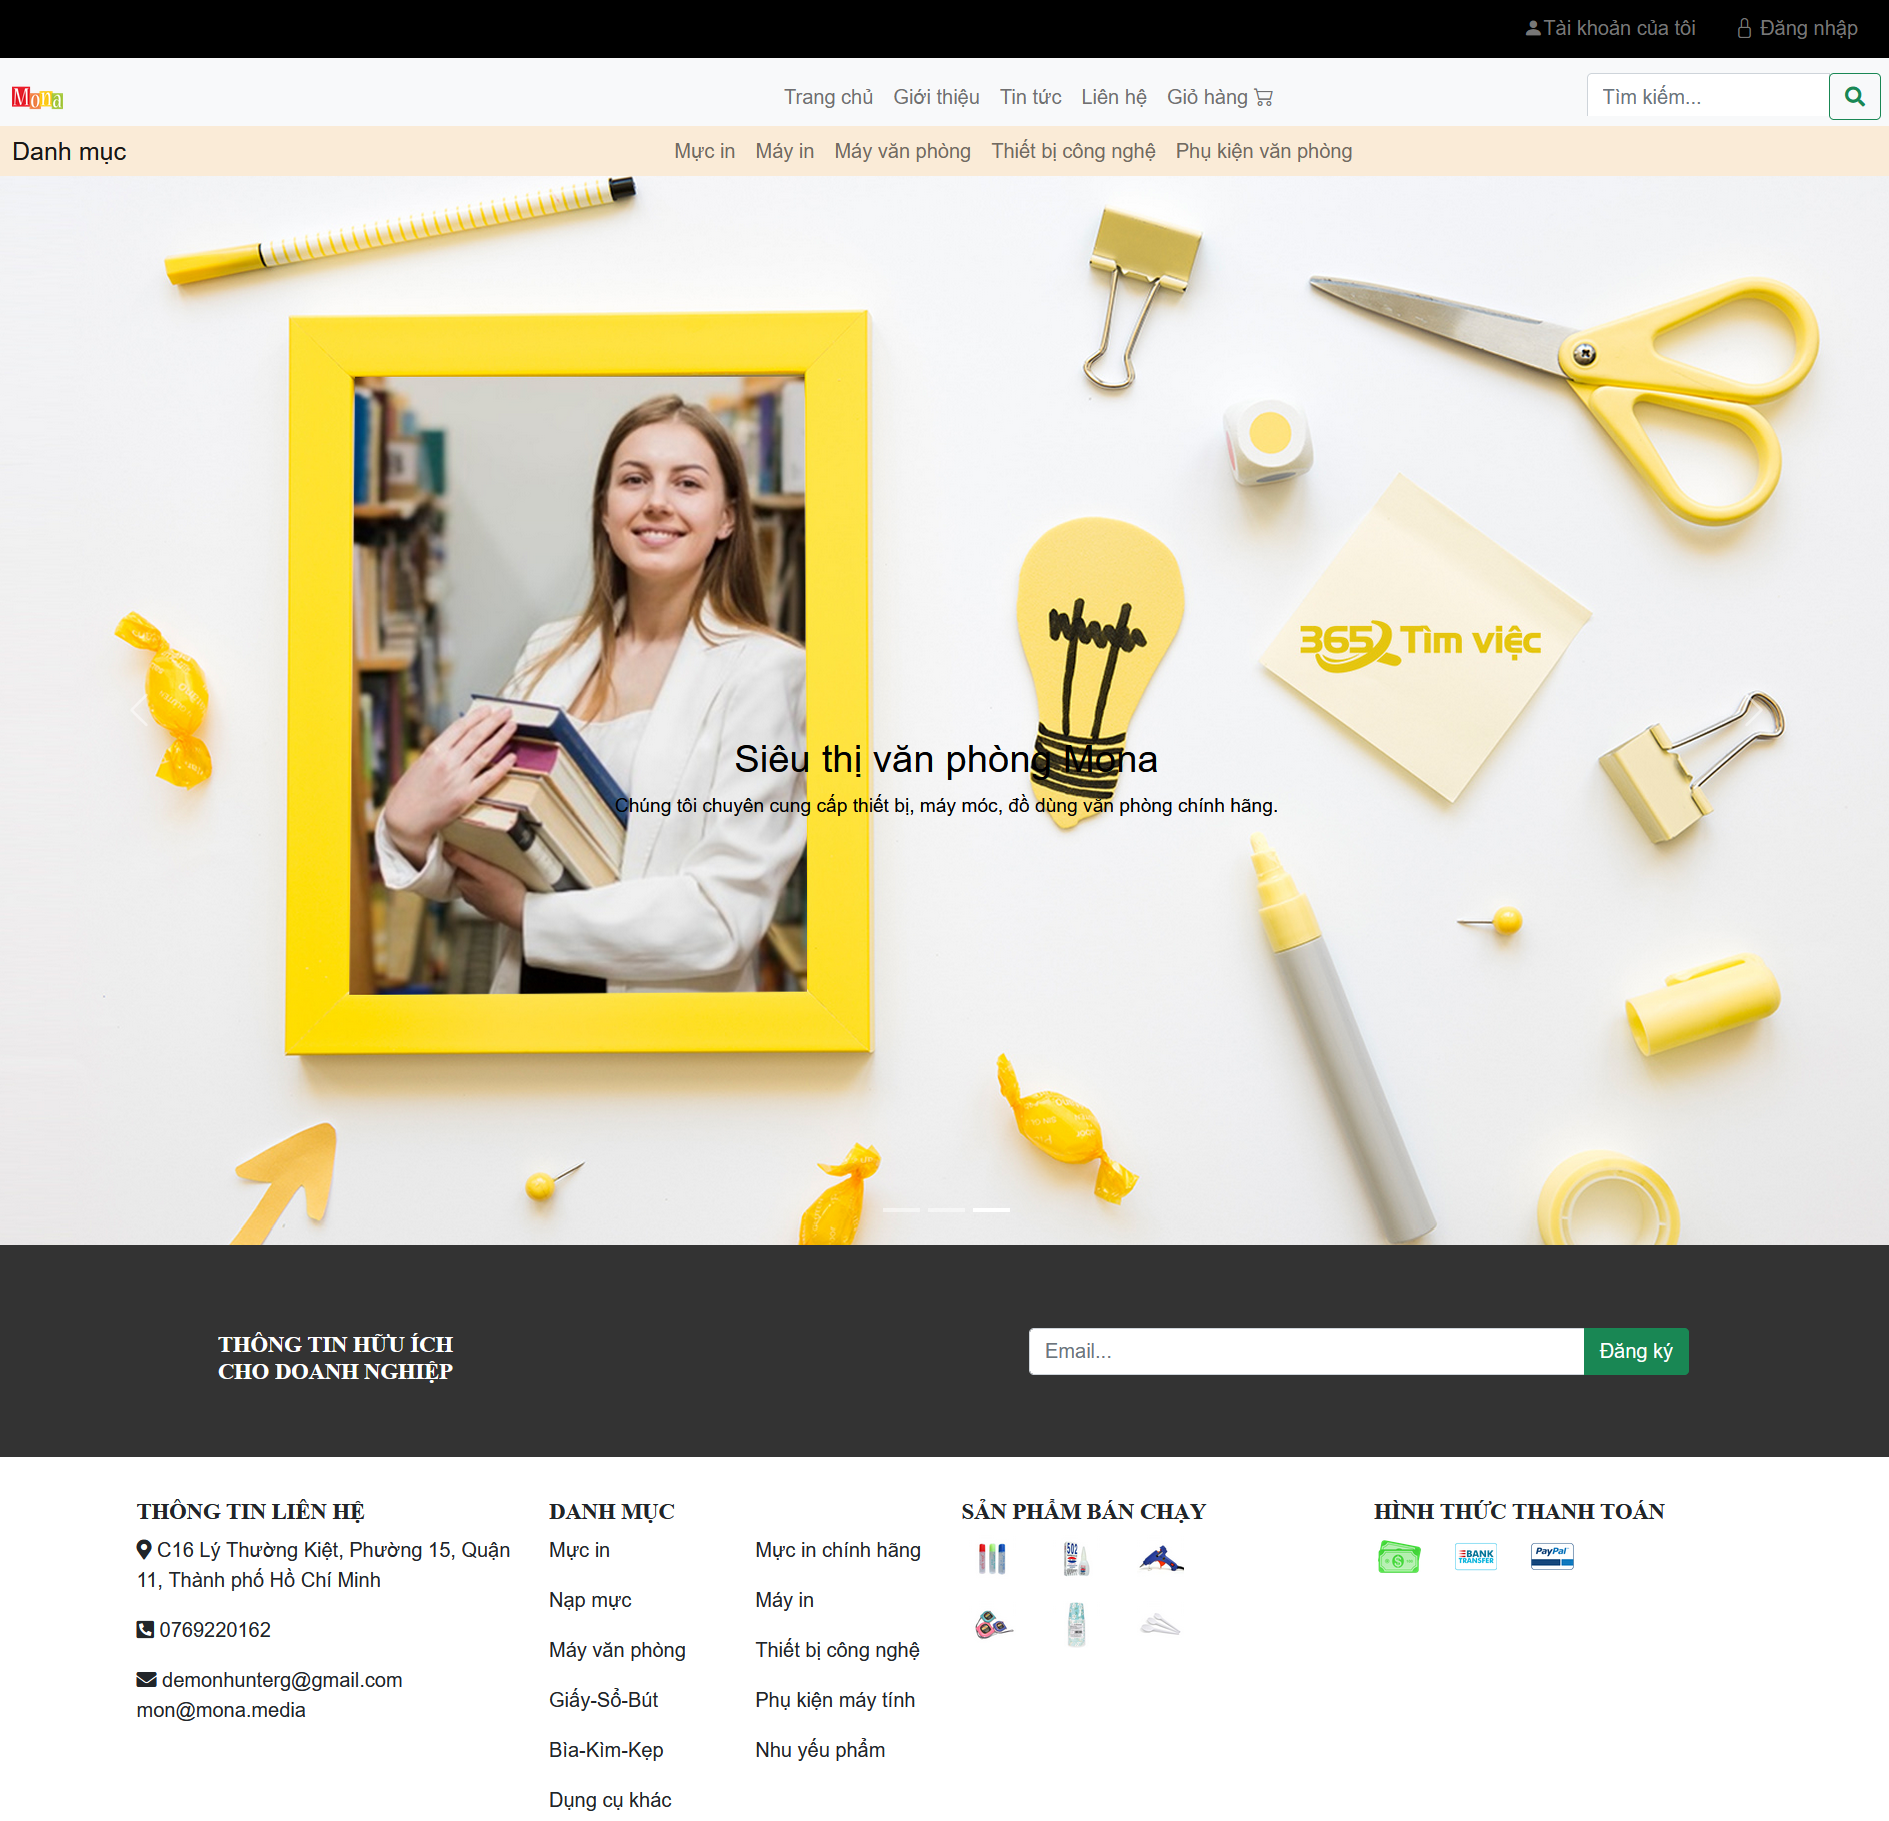 Tài khoản của tôi
Đăng nhập
Mona
Trang chủ
Giới thiệu
Tin tức
Liên hệ
Giỏ hàng
Tìm kiếm...
Danh mục
Mực in
Máy in
Máy văn phòng
Thiết bị công nghệ
Phụ kiện văn phòng
365 Tìm việc
Siêu thị văn phòng Mona
Chúng tôi chuyên cung cấp thiết bị, máy móc, đồ dùng văn phòng chính hãng.
THÔNG TIN HỮU ÍCH
CHO DOANH NGHIỆP
Email...
Đăng ký
THÔNG TIN LIÊN HỆ
C16 Lý Thường Kiệt, Phường 15, Quận
11, Thành phố Hồ Chí Minh
0769220162
demonhunterg@gmail.com
mon@mona.media
DANH MỤC
Mực in
Nạp mực
Máy văn phòng
Giấy-Sổ-Bút
Bìa-Kìm-Kẹp
Dụng cụ khác
Mực in chính hãng
Máy in
Thiết bị công nghệ
Phụ kiện máy tính
Nhu yếu phẩm
SẢN PHẨM BÁN CHẠY
502
HÌNH THỨC THANH TOÁN
BANK
TRANSFER
PayPal